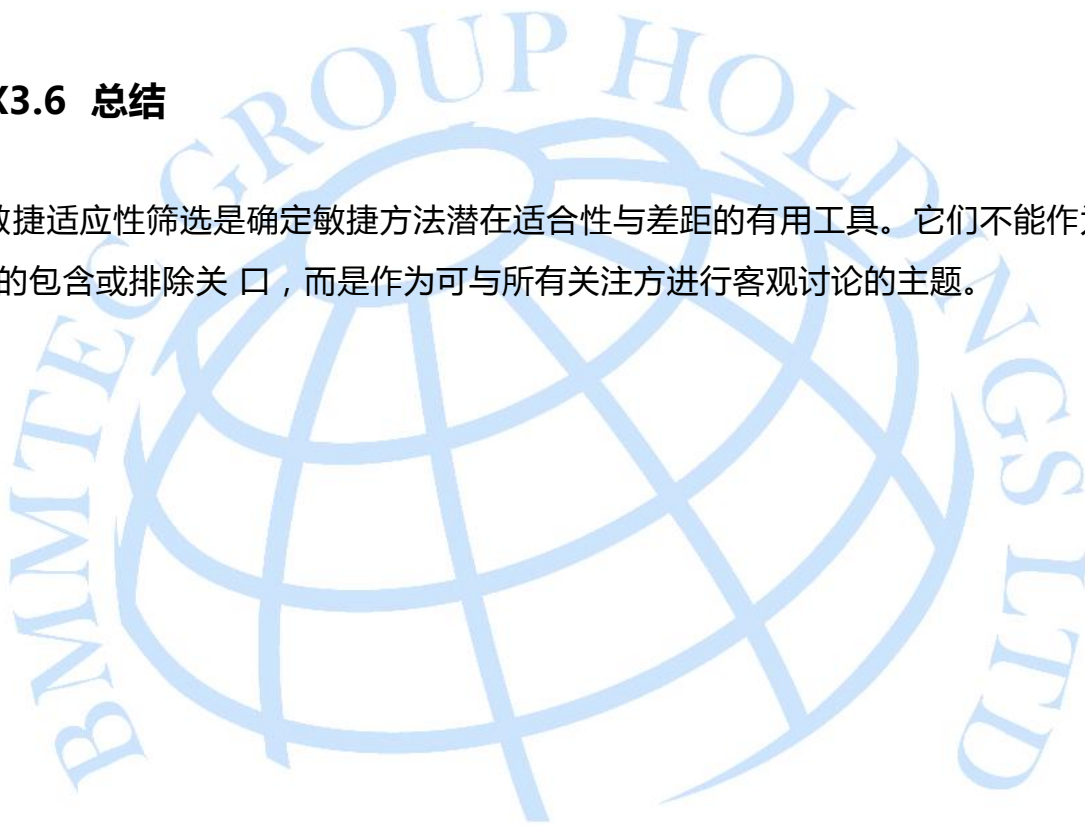 X3.6 总结
敏捷适应性筛选是确定敏捷方法潜在适合性与差距的有用工具。它们不能作为
的包含或排除关 口，而是作为可与所有关注方进行客观讨论的主题。
BMMTEC GROUP HOLDINGS LTD